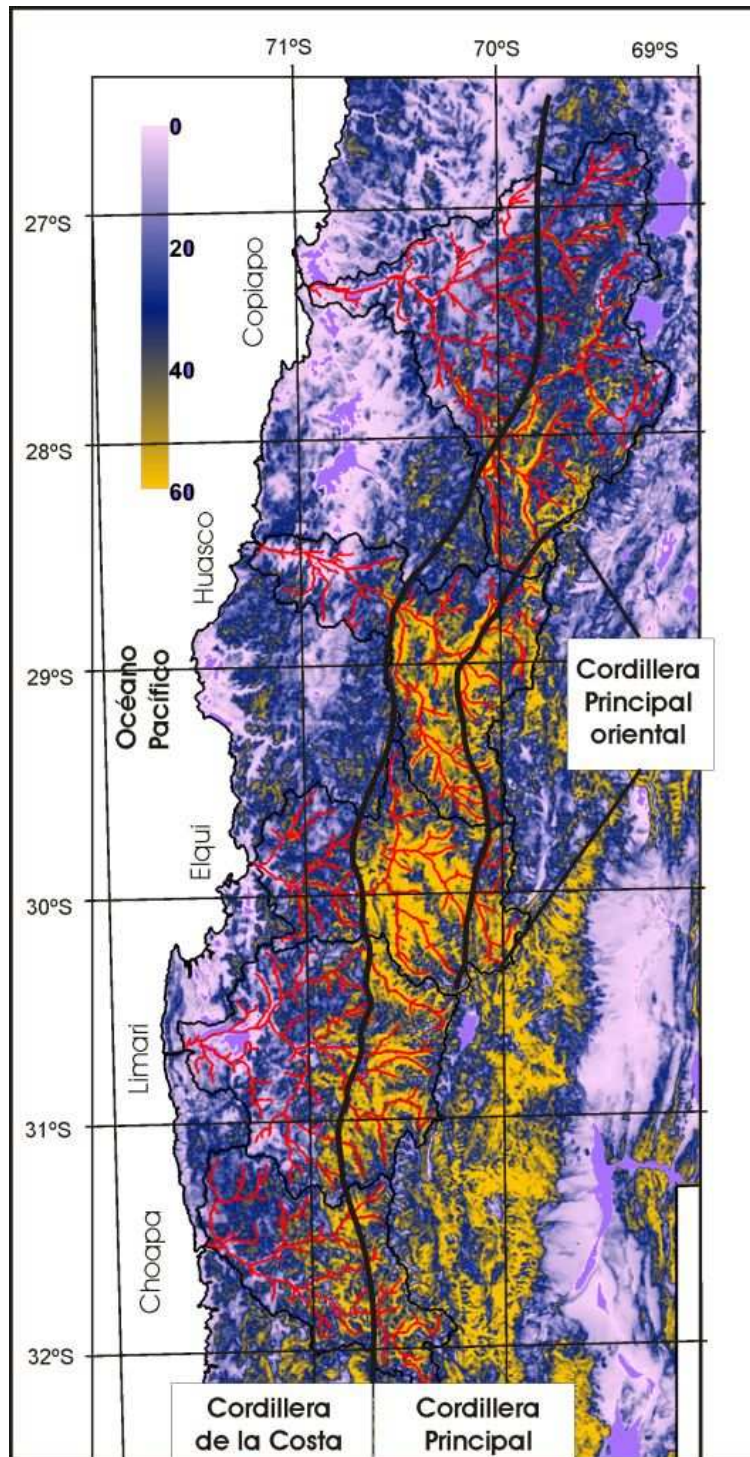 71ºS
70ºS
69ºS
0
20
40
60
27ºS
28ºS
29ºS
30ºS
31ºS
32ºS
Copiapo
Huasco
Elqui
Limari
Choapa
Océano
Pacífico
Cordillera
Principal
oriental
Cordillera
de la Costa
Cordillera
Principal